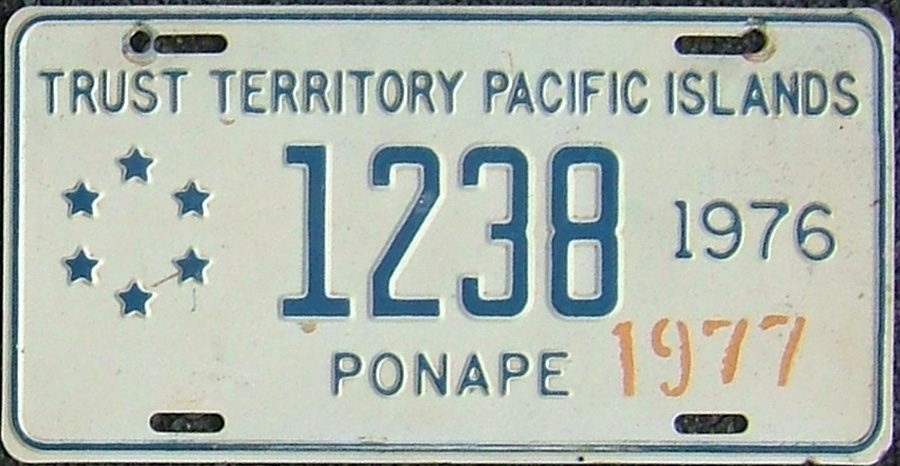 TRUST TERRITORY PACIFIC ISLANDS
1238
1976
1977
PONAPE